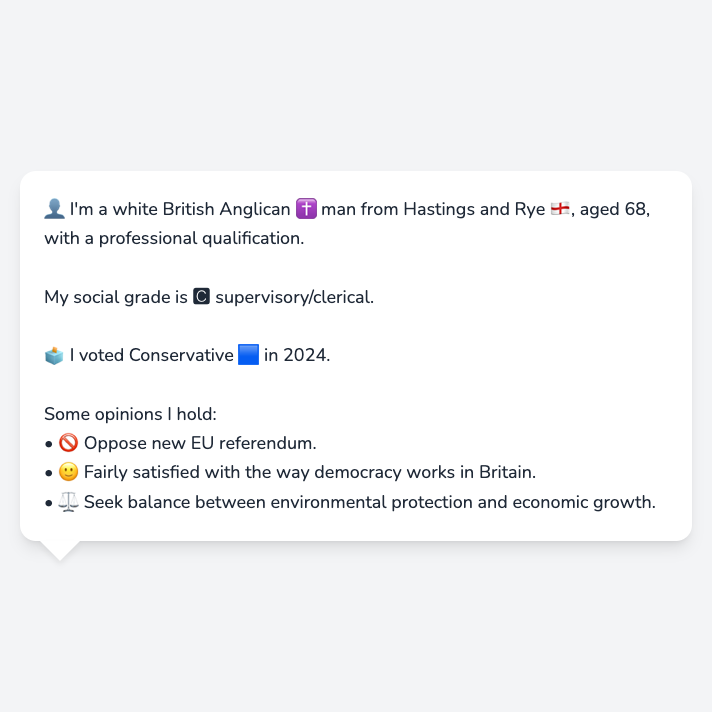 👤 I'm a white British Anglican ✝️ man from Hastings and Rye 🏴󠁧󠁢󠁥󠁮󠁧󠁿, aged 68,
with a professional qualification.
My social grade is 🅲 supervisory/clerical.
🗳️ I voted Conservative 🟦 in 2024.
Some opinions I hold:
• 🚫 Oppose new EU referendum.
• 🙂 Fairly satisfied with the way democracy works in Britain.
• ⚖️ Seek balance between environmental protection and economic growth.